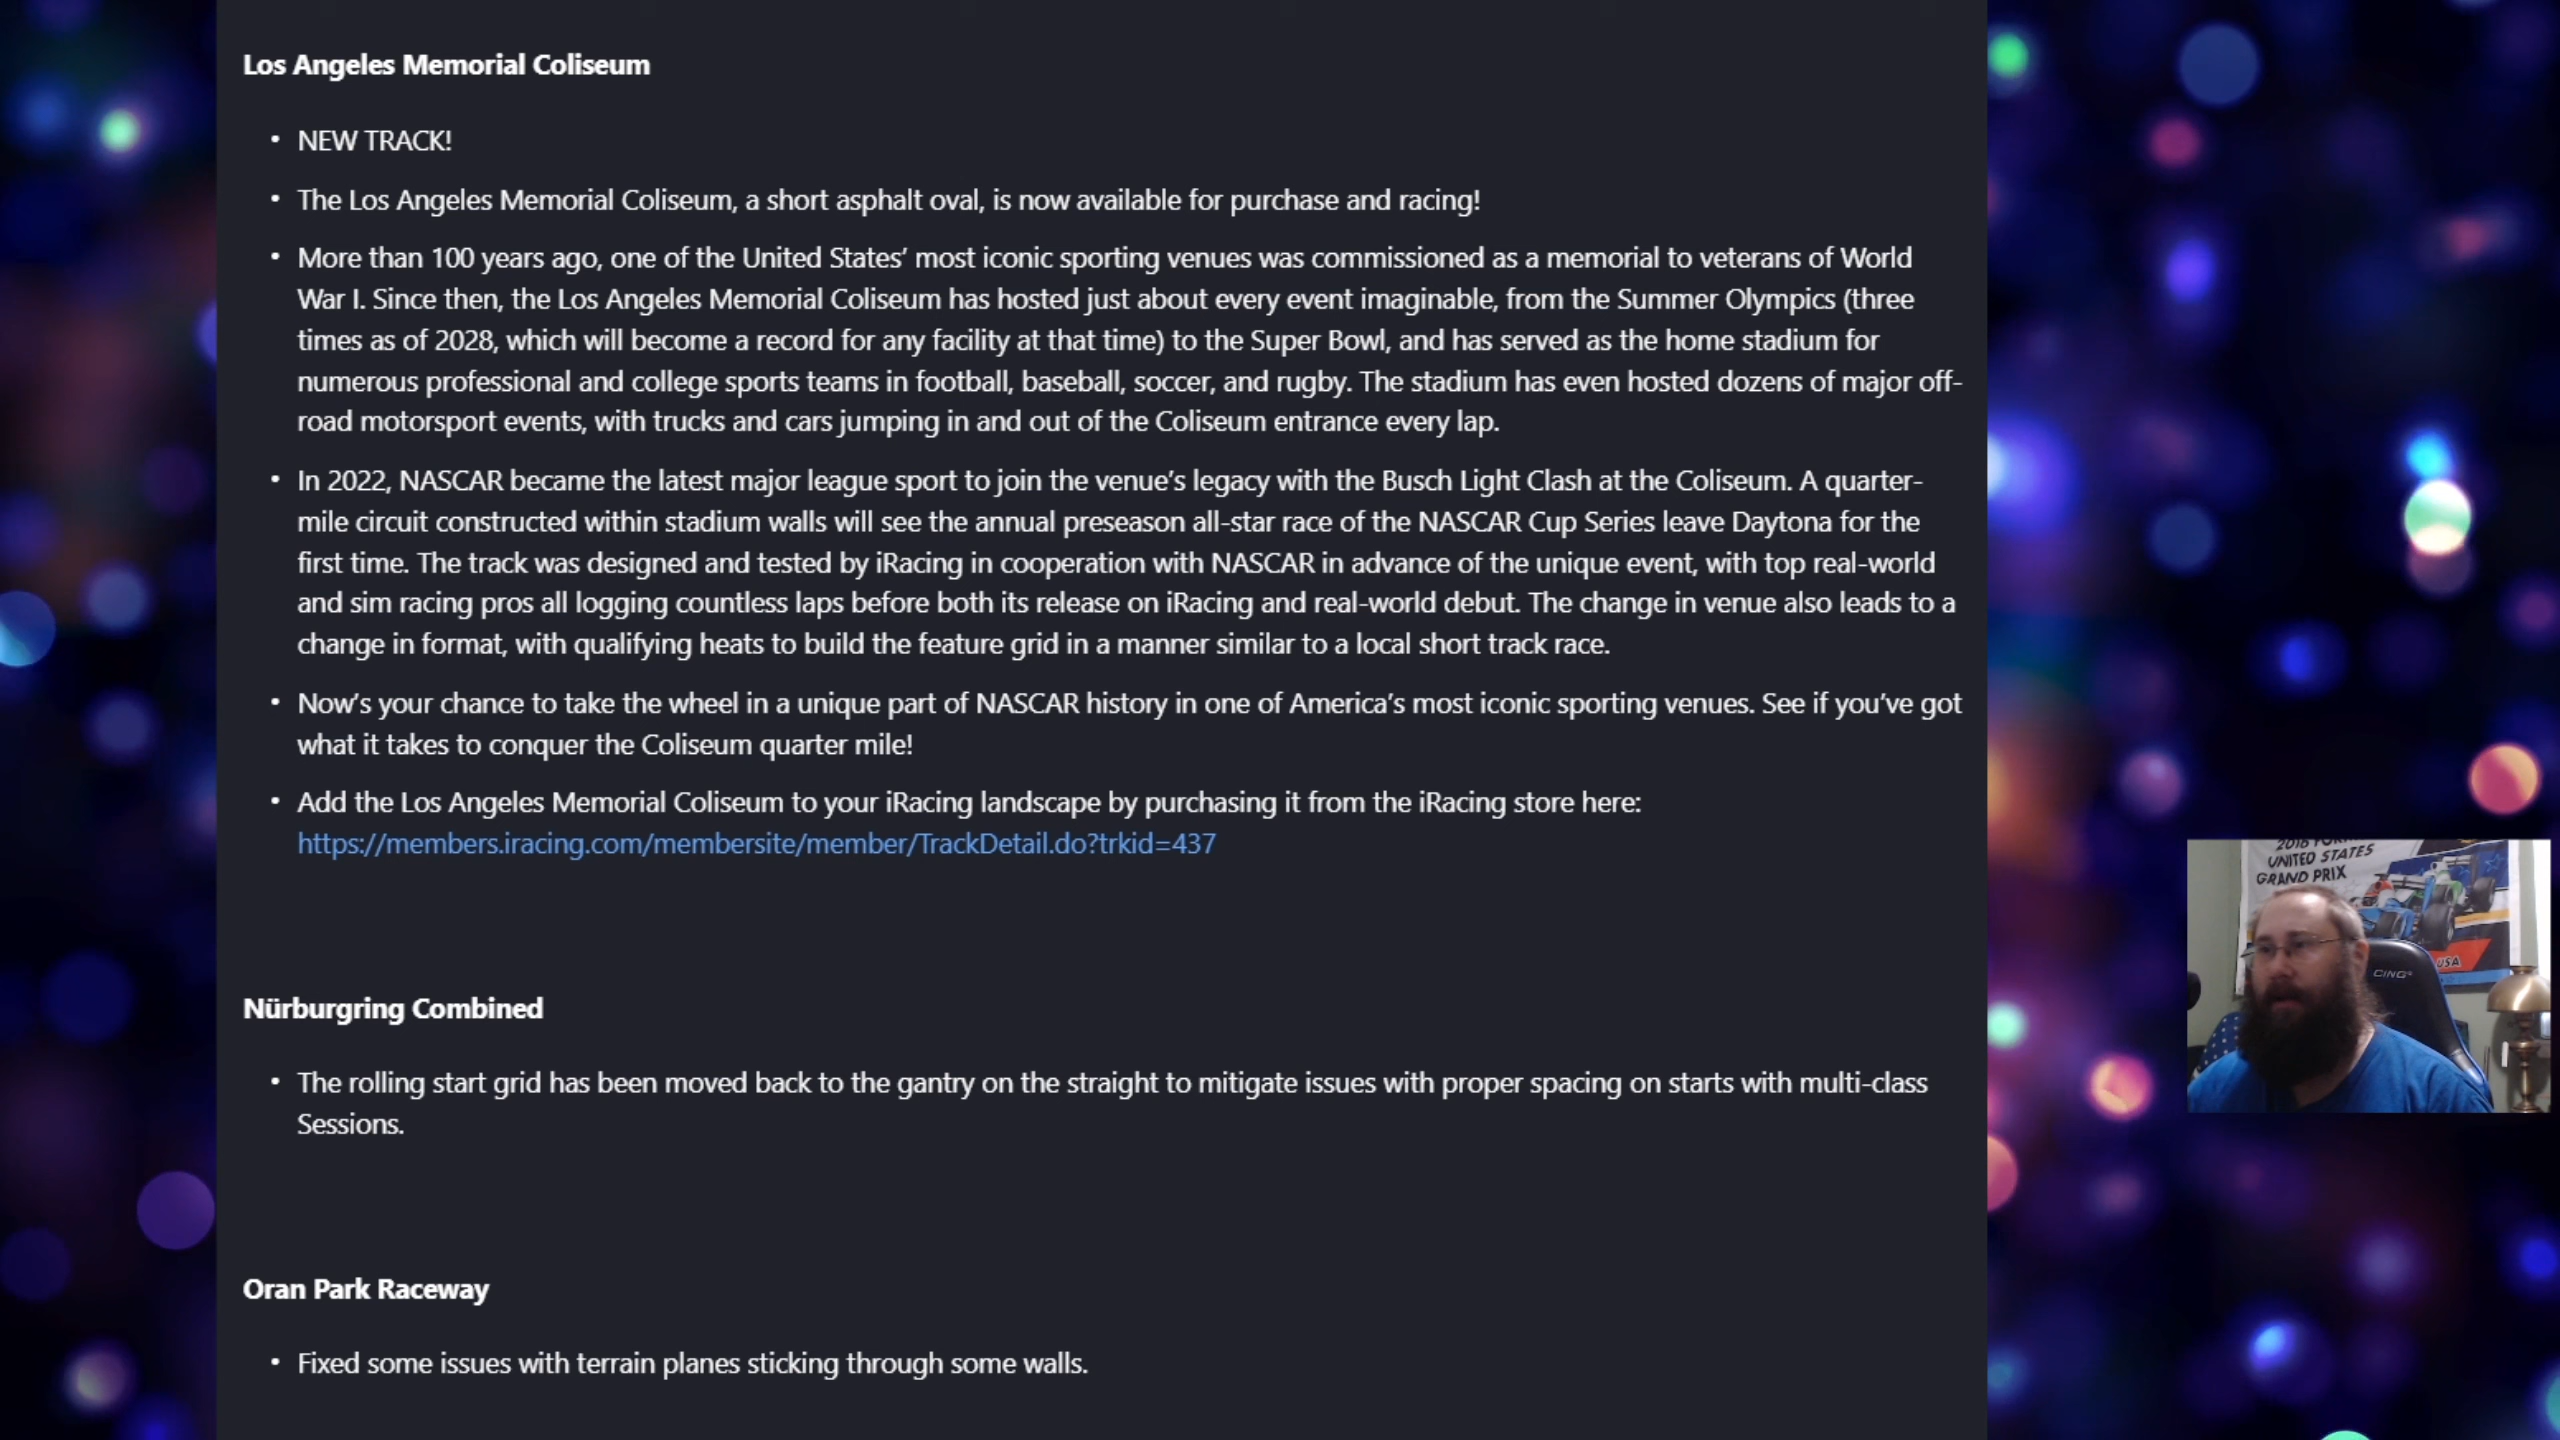 Los Angeles Memorial Coliseum
• NEW TRACK!
• The Los Angeles Memorial Coliseum, a short asphalt oval, is now available for purchase and racing!
• More than 100 years ago, one of the United States’ most iconic sporting venues was commissioned as a memorial to veterans of World
War I. Since then, the Los Angeles Memorial Coliseum has hosted just about every event imaginable, from the Summer Olympics (three
times as of 2028, which will become a record for any facility at that time) to the Super Bowl, and has served as the home stadium for
numerous professional and college sports teams in football, baseball, soccer, and rugby. The stadium has even hosted dozens of major off-
road motorsport events, with trucks and cars jumping in and out of the Coliseum entrance every lap.
• In 2022, NASCAR became the latest major league sport to join the venue’s legacy with the Busch Light Clash at the Coliseum. A quarter-
mile circuit constructed within stadium walls will see the annual preseason all-star race of the NASCAR Cup Series leave Daytona for the
first time. The track was designed and tested by iRacing in cooperation with NASCAR in advance of the unique event, with top real-world
and sim racing pros all logging countless laps before both its release on iRacing and real-world debut. The change in venue also leads to a
change in format, with qualifying heats to build the feature grid in a manner similar to a local short track race.
• Now’s your chance to take the wheel in a unique part of NASCAR history in one of America’s most iconic sporting venues. See if you’ve got
what it takes to conquer the Coliseum quarter mile!
• Add the Los Angeles Memorial Coliseum to your iRacing landscape by purchasing it from the iRacing store here:
https://members.iracing.com/membersite/member/TrackDetail.do?trkid=437
Nürburgring Combined
• The rolling start grid has been moved back to the gantry on the straight to mitigate issues with proper spacing on starts with multi-class
Sessions.
Oran Park Raceway
• Fixed some issues with terrain planes sticking through some walls.
UNITED STATES
GRAND PRIX
USA